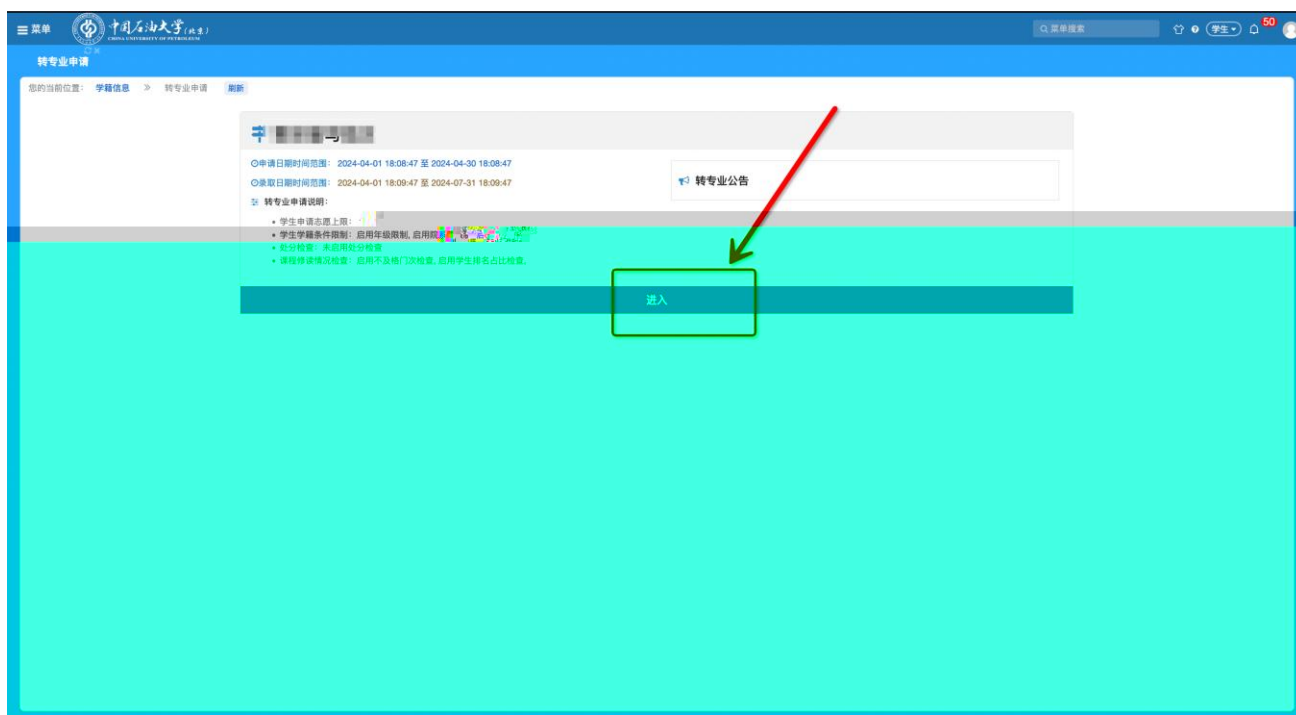 菜单
中国石油大学(北京)
CHINA UNIVERSITY OF PETROLEUM
菜单搜索
学生
50
转专业申请
您的当前位置: 学籍信息 » 转专业申请 刷新
申请日期时间范围: 2024-04-01 18:08:47 至 2024-04-30 18:08:47
录取日期时间范围: 2024-04-01 18:09:47 至 2024-07-31 18:09:47
转专业申请说明:
学生申请志愿上限:
学生学籍条件限制: 启用年级限制, 启用院
处分检查: 未启用处分检查
课程修读情况检查: 启用不及格门次检查, 启用学生排名占比检查,
转专业公告
进入